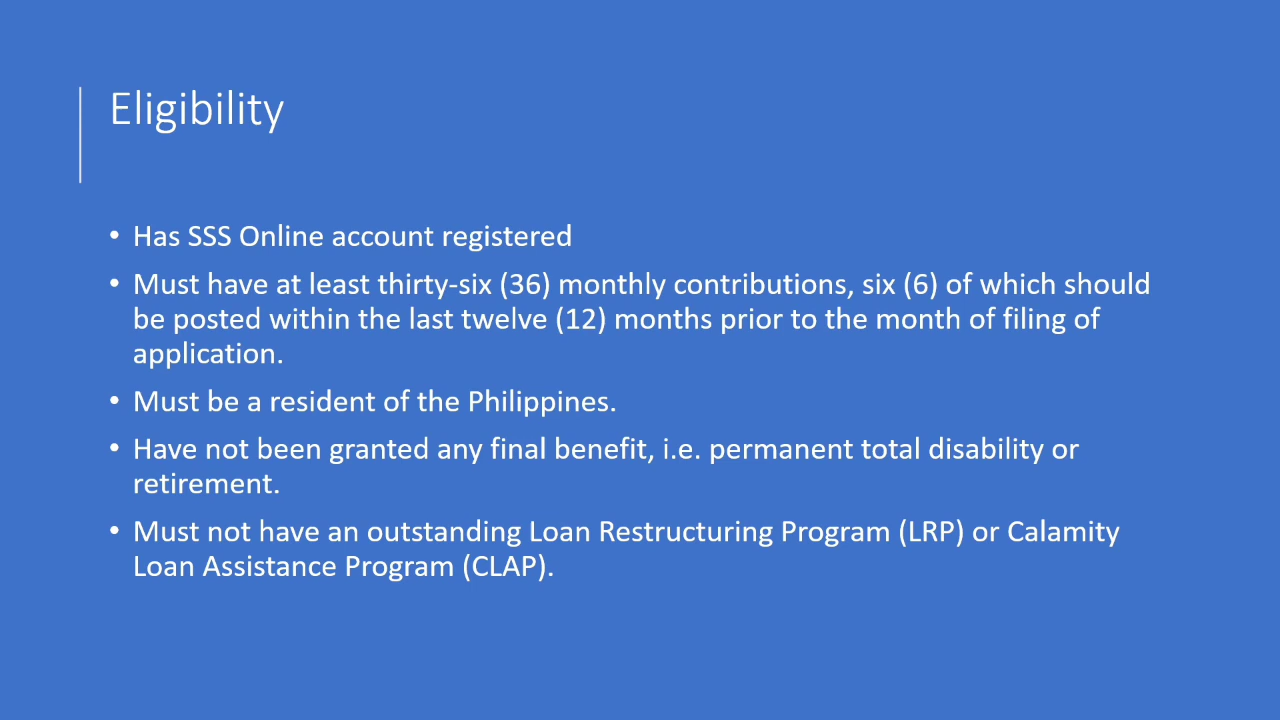 Eligibility
• Has SSS Online account registered
• Must have at least thirty-six (36) monthly contributions, six (6) of which should
be posted within the last twelve (12) months prior to the month of filing of
application.
• Must be a resident of the Philippines.
• Have not been granted any final benefit, i.e. permanent total disability or
retirement.
• Must not have an outstanding Loan Restructuring Program (LRP) or Calamity
Loan Assistance Program (CLAP).